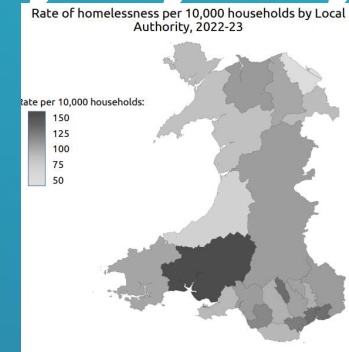 Rate of homelessness per 10,000 households by Local
Authority, 2022-23
Rate per 10,000 households:
150
125
100
75
50